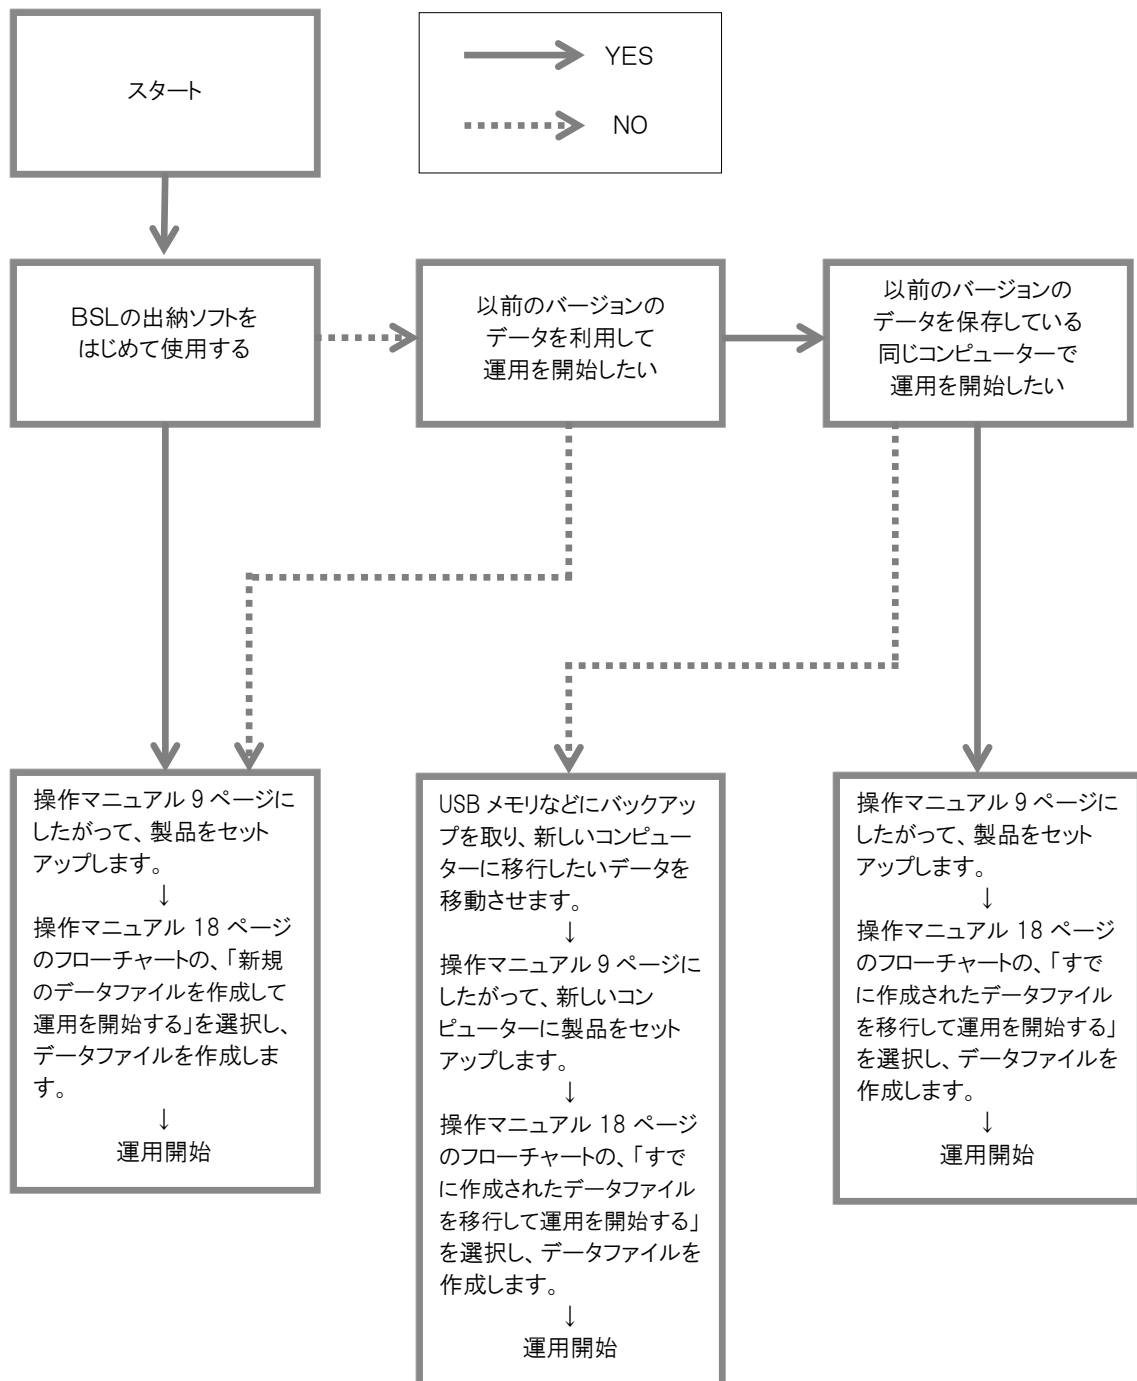 スタート
YES
NO
BSLの出納ソフトを
はじめて使用する
以前のバージョンの
データを利用して
運用を開始したい
以前のバージョンの
データを保存している
同じコンピューターで
運用を開始したい
操作マニュアル 9 ページに
したがって、製品をセット
アップします。
↓
操作マニュアル 18 ページ
のフローチャートの、「新規
のデータファイルを作成して
運用を開始する」を選択し、
データファイルを作成しま
す。
↓
運用開始
USB メモリなどにバックアッ
プを取り、新しいコンピュー
ターに移行したいデータを
移動させます。
↓
操作マニュアル 9 ページに
したがって、新しいコン
ピューターに製品をセット
アップします。
↓
操作マニュアル 18 ページ
のフローチャートの、「すで
に作成されたデータファイル
を移行して運用を開始する」
を選択し、データファイルを
作成します。
↓
運用開始
操作マニュアル 9 ページに
したがって、製品をセット
アップします。
↓
操作マニュアル 18 ページ
のフローチャートの、「すで
に作成されたデータファイル
を移行して運用を開始する」
を選択し、データファイルを
作成します。
↓
運用開始